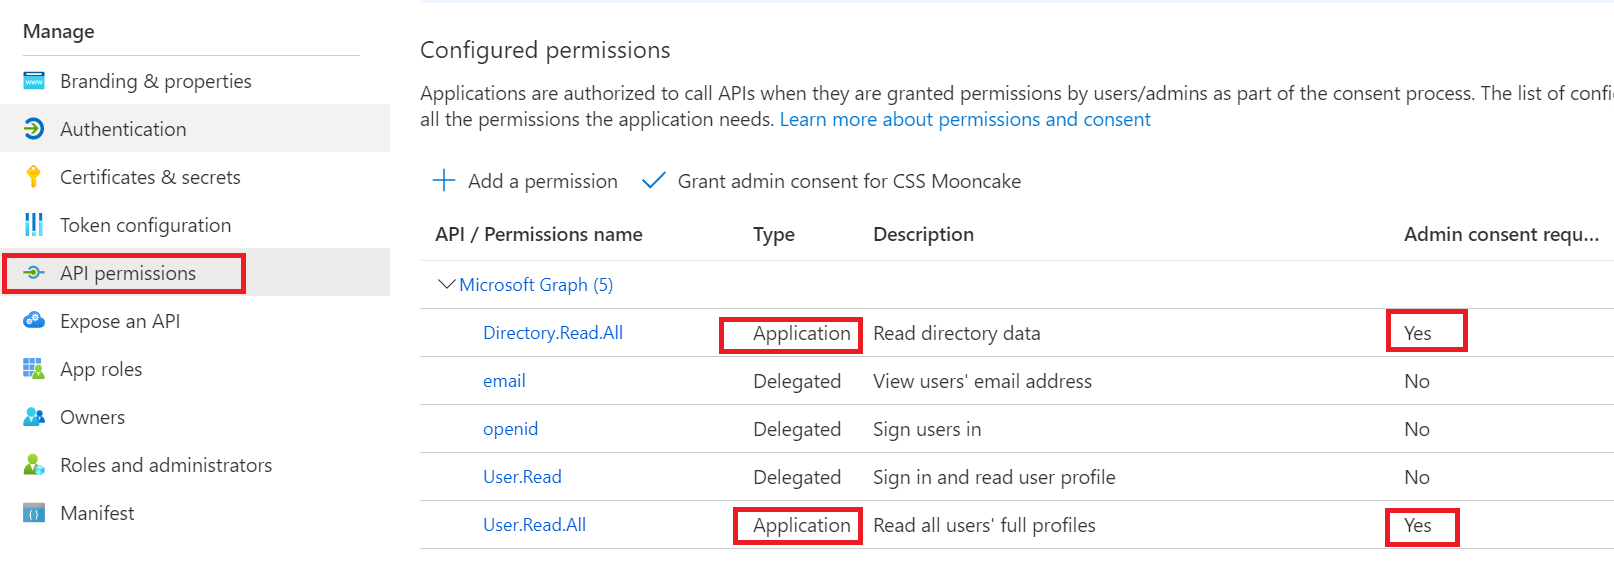 Manage
Branding & properties
Authentication
Certificates & secrets
Token configuration
API permissions
Expose an API
App roles
Owners
Roles and administrators
Manifest
Configured permissions
Applications are authorized to call APIs when they are granted permissions by users/admins as part of the consent process. The list of confi
all the permissions the application needs. Learn more about permissions and consent
Add a permission Grant admin consent for CSS Mooncake
API / Permissions name Type Description Admin consent requ...
Microsoft Graph (5)
Directory.Read.All Application Read directory data Yes
email Delegated View users' email address No
openid Delegated Sign users in No
User.Read Delegated Sign in and read user profile No
User.Read.All Application Read all users' full profiles Yes